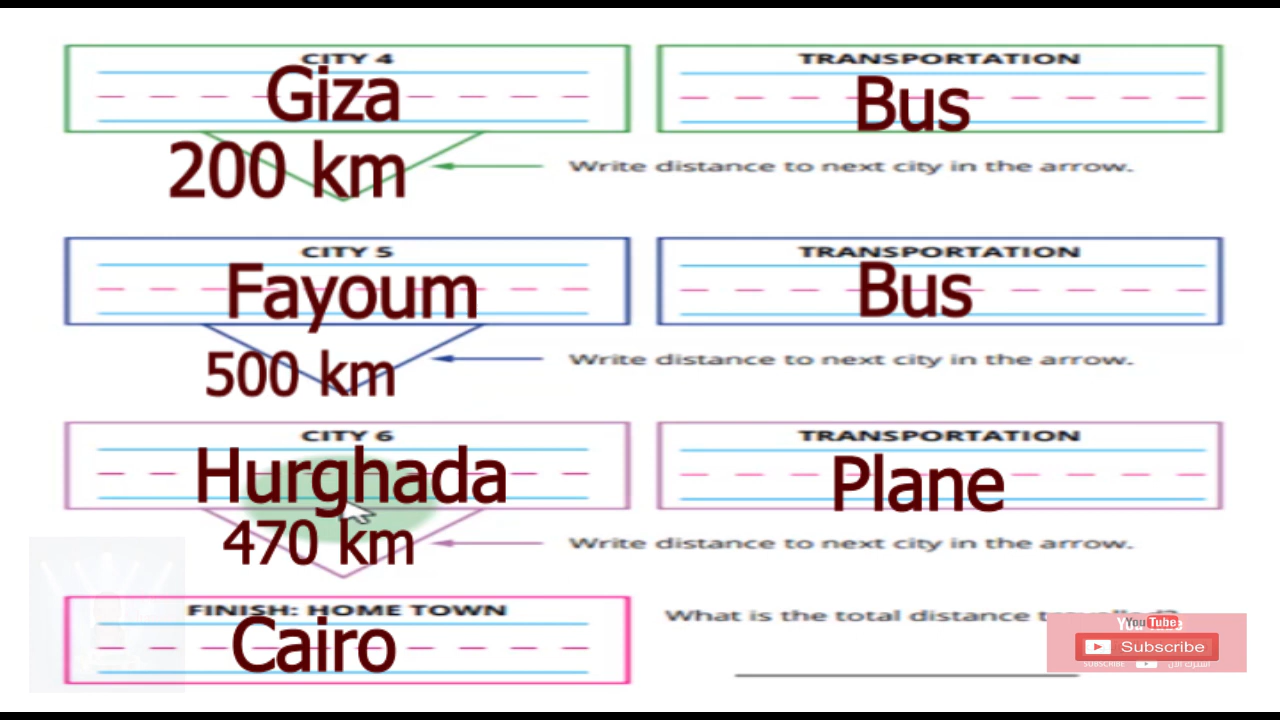 CITY 4
Giza
TRANSPORTATION
Bus
200 km
Write distance to next city in the arrow.
CITY 5
Fayoum
TRANSPORTATION
Bus
500 km
Write distance to next city in the arrow.
CITY 6
Hurghada
TRANSPORTATION
Plane
470 km
Write distance to next city in the arrow.
FINISH: HOME TOWN
Cairo
What is the total distance
YouTube
Subscribe
SUBSCRIBE